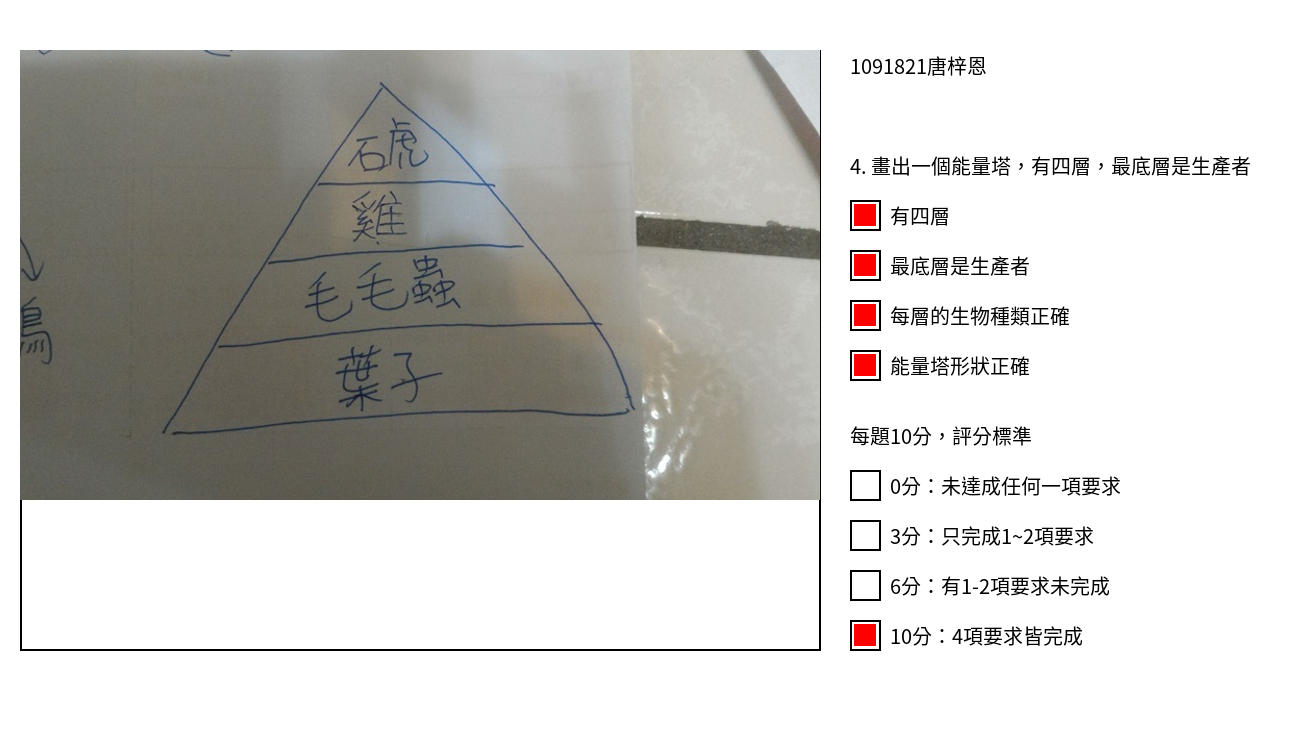 石虎
雞
毛毛蟲
葉子
鳥
1091821唐梓恩
4. 畫出一個能量塔，有四層，最底層是生產者
有四層
最底層是生產者
每層的生物種類正確
能量塔形狀正確
每題10分，評分標準
0分：未達成任何一項要求
3分：只完成1~2項要求
6分：有1-2項要求未完成
10分：4項要求皆完成